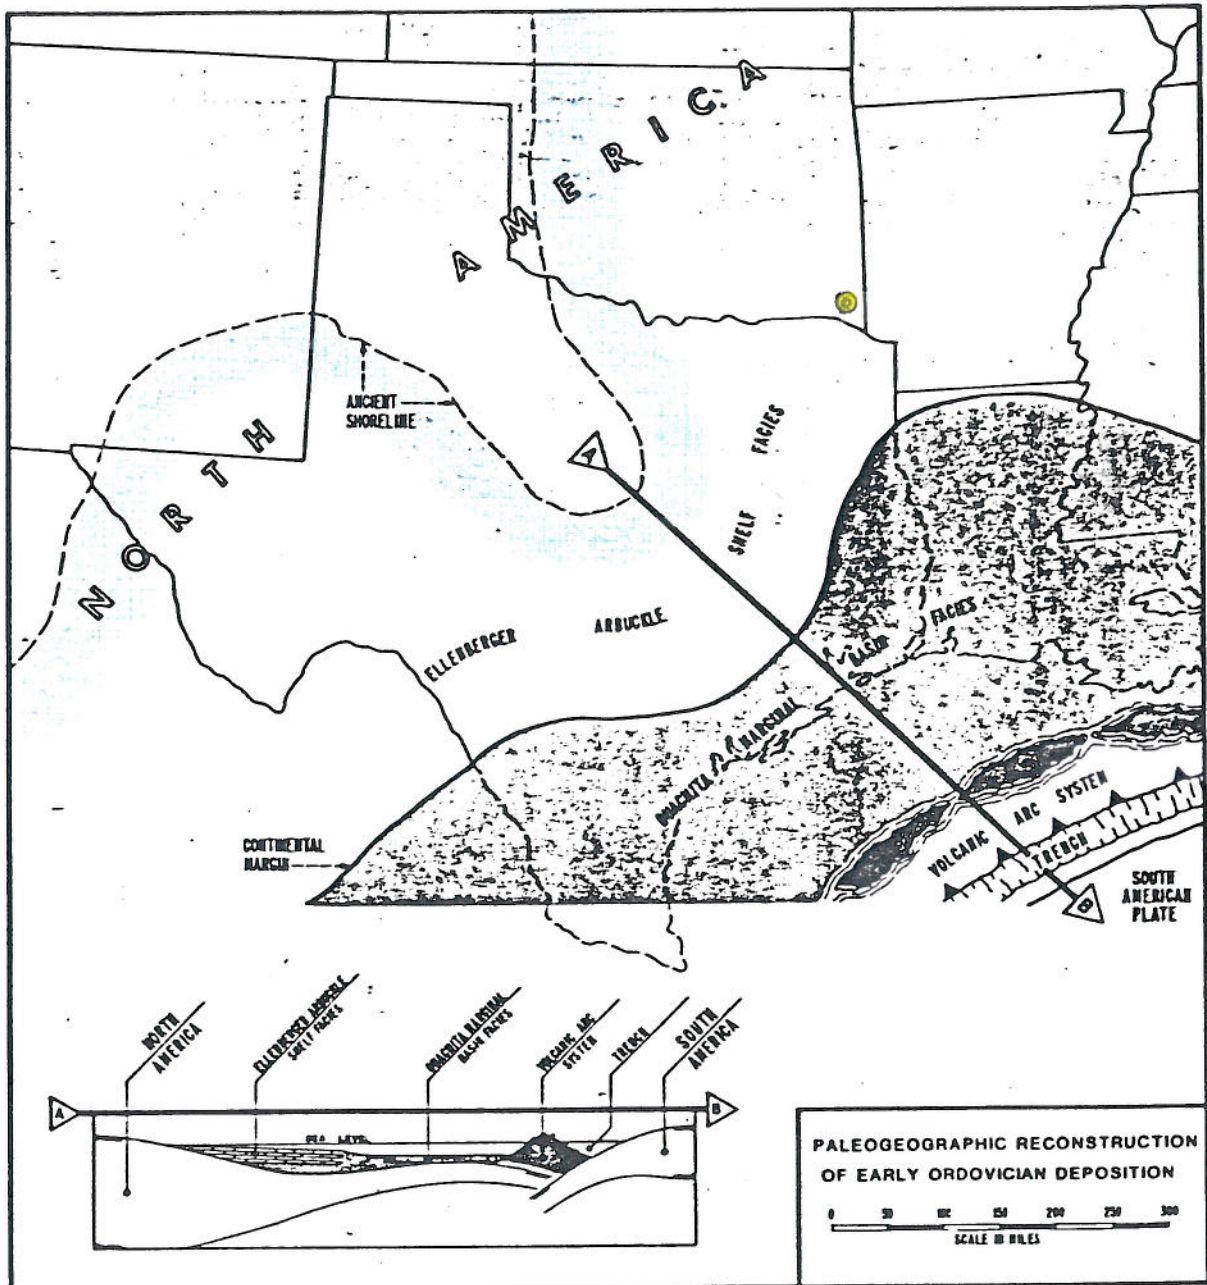 NORTH AMERICA
ANCIENT
SHORELINE
A
SHELF FACIES
ELLENBERGER ARBUCKLE
OUACHITA MARGINAL BASIN FACIES
CONTINENTAL
MARGIN
VOLCANIC ARC SYSTEM
TRENCH
B
SOUTH
AMERICAN
PLATE
NORTH
AMERICA
ELLENBERGER ARBUCKLE
SHELF FACIES
OUACHITA MARGINAL
BASIN FACIES
VOLCANIC ARC
SYSTEM
TRENCH
SOUTH
AMERICA
A
B
SEA LEVEL
PALEOGEOGRAPHIC RECONSTRUCTION
OF EARLY ORDOVICIAN DEPOSITION
0 50 100 150 200 250 300
SCALE IN MILES